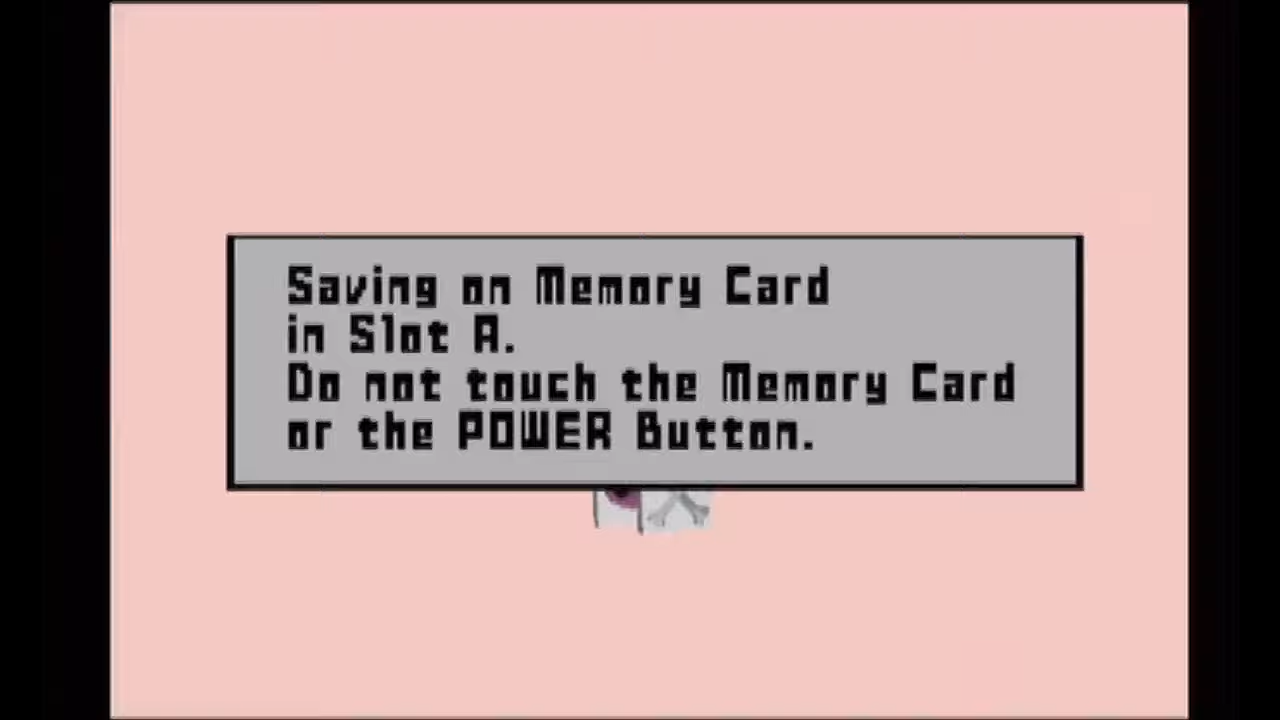 Saving on Memory Card
in Slot A.
Do not touch the Memory Card
or the POWER Button.